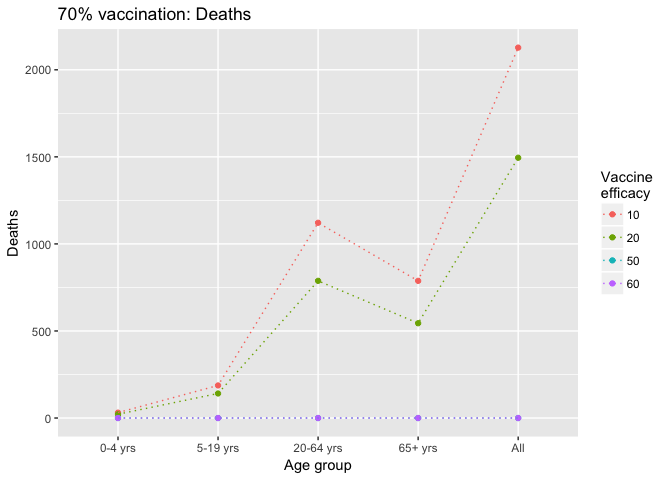 70% vaccination: Deaths
Deaths
2000
1500
1000
500
0
0-4 yrs
5-19 yrs
20-64 yrs
65+ yrs
All
Age group
Vaccine
efficacy
10
20
50
60